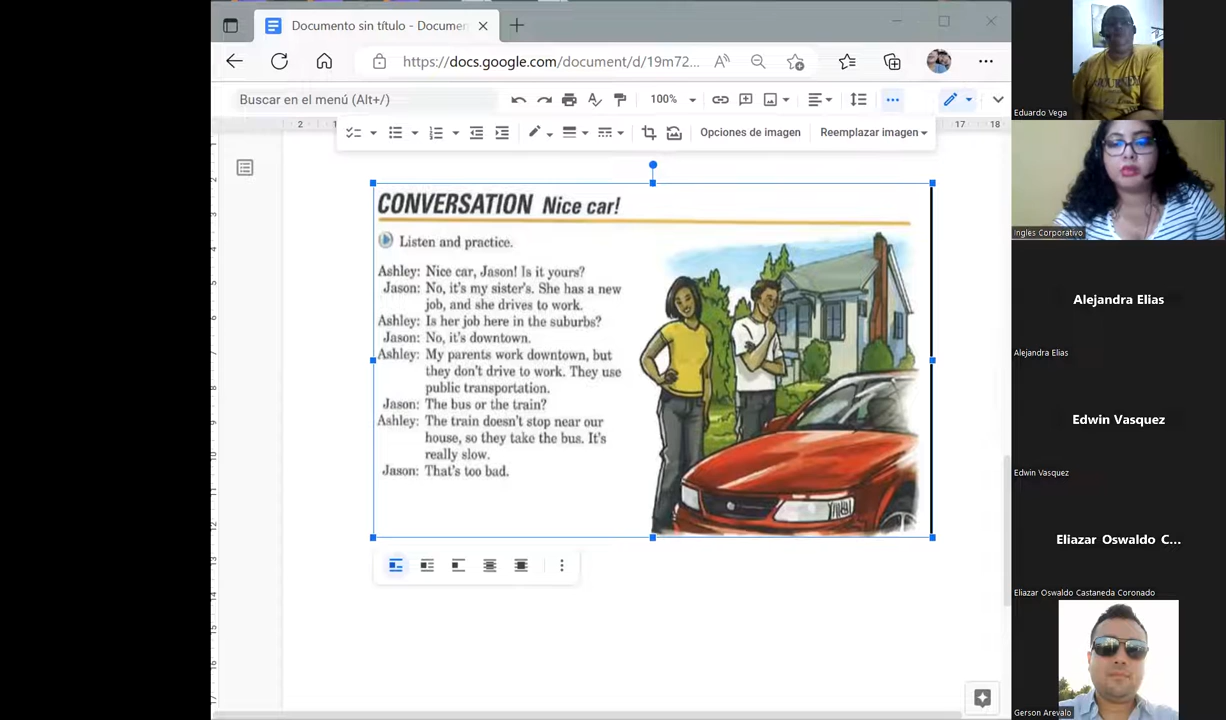 Documento sin título - Documen
https://docs.google.com/document/d/19m72...
Buscar en el menú (Alt+/)
100%
2
1
17
18
Opciones de imagen
Reemplazar imagen
CONVERSATION Nice car!
Listen and practice.
Ashley: Nice car, Jason! Is it yours?
Jason: No, it's my sister's. She has a new
job, and she drives to work.
Ashley: Is her job here in the suburbs?
Jason: No, it's downtown.
Ashley: My parents work downtown, but
they don't drive to work. They use
public transportation.
Jason: The bus or the train?
Ashley: The train doesn't stop near our
house, so they take the bus. It's
really slow.
Jason: That's too bad.
Eduardo Vega
Ingles Corporativo
Alejandra Elias
Alejandra Elias
Edwin Vasquez
Edwin Vasquez
Eliazar Oswaldo C...
Eliazar Oswaldo Castaneda Coronado
Gerson Arevalo